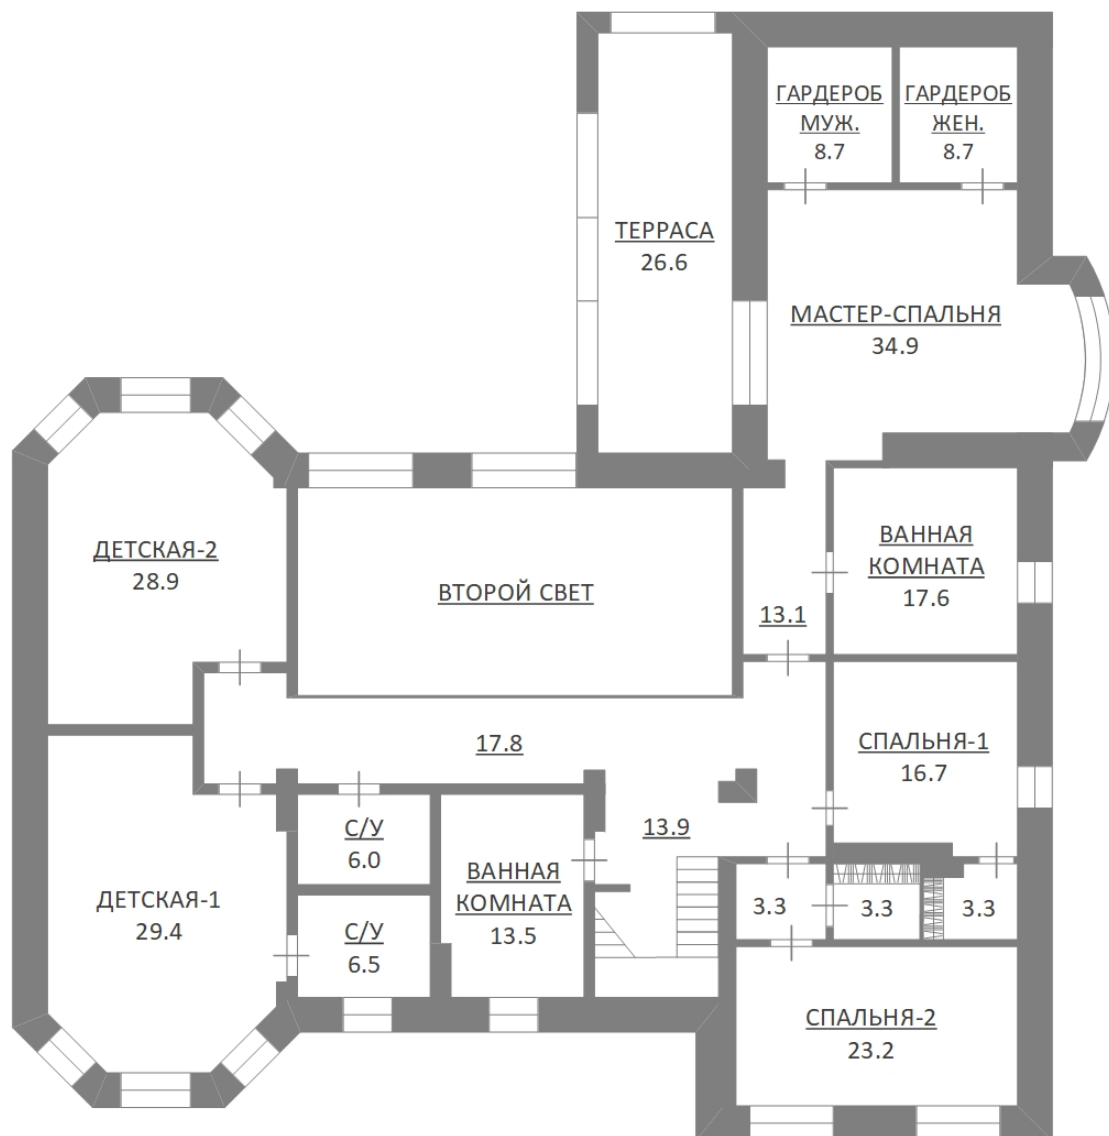 ГАРДЕРОБ
МУЖ.
8.7
ГАРДЕРОБ
ЖЕН.
8.7
ТЕРРАСА
26.6
МАСТЕР-СПАЛЬНЯ
34.9
ДЕТСКАЯ-2
28.9
ВТОРОЙ СВЕТ
ВАННАЯ
КОМНАТА
17.6
13.1
17.8
СПАЛЬНЯ-1
16.7
С/У
6.0
13.9
ВАННАЯ
КОМНАТА
13.5
ДЕТСКАЯ-1
29.4
С/У
6.5
3.3
3.3
3.3
СПАЛЬНЯ-2
23.2